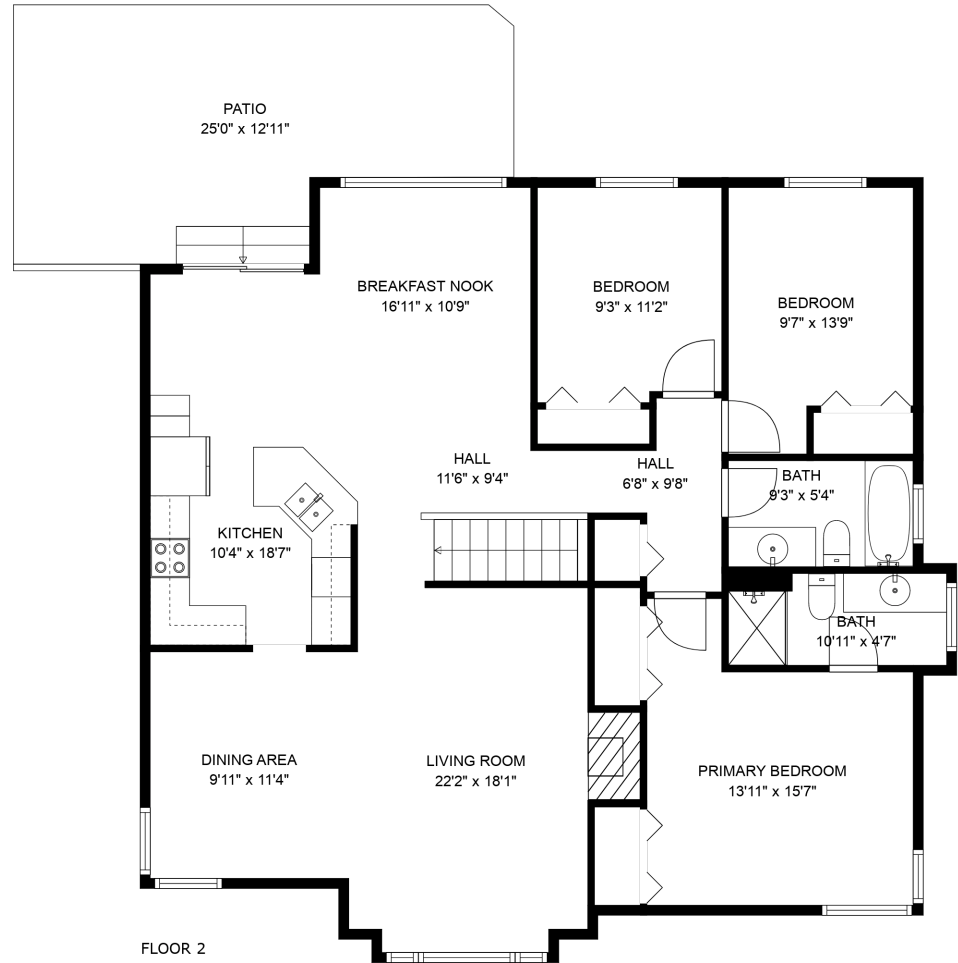 PATIO
25'0" x 12'11"
BREAKFAST NOOK
16'11" x 10'9"
BEDROOM
9'3" x 11'2"
BEDROOM
9'7" x 13'9"
HALL
11'6" x 9'4"
HALL
6'8" x 9'8"
BATH
9'3" x 5'4"
KITCHEN
10'4" x 18'7"
BATH
10'11" x 4'7"
DINING AREA
9'11" x 11'4"
LIVING ROOM
22'2" x 18'1"
PRIMARY BEDROOM
13'11" x 15'7"
FLOOR 2